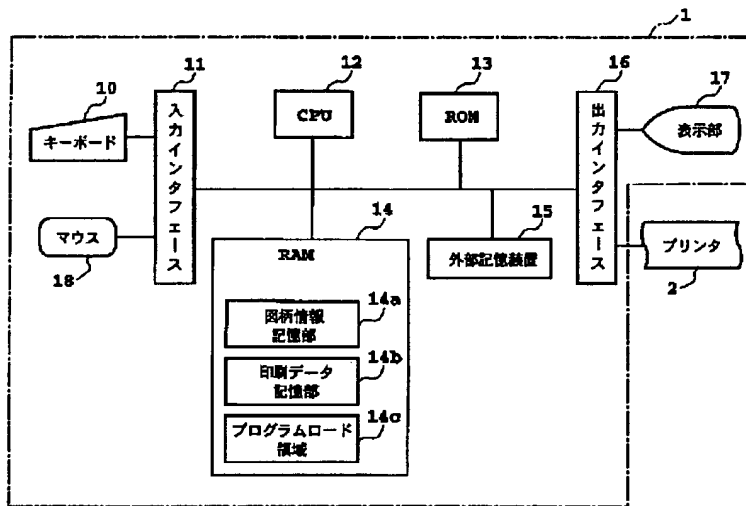 1
11
12
13
16
17
10
CPU
ROM
キーボード
表示部
入力インタフェース
出力インタフェース
マウス
18
14
RAM
15
外部記憶装置
プリンタ
2
14a
図柄情報
記憶部
14b
印刷データ
記憶部
14c
プログラムロード
領域